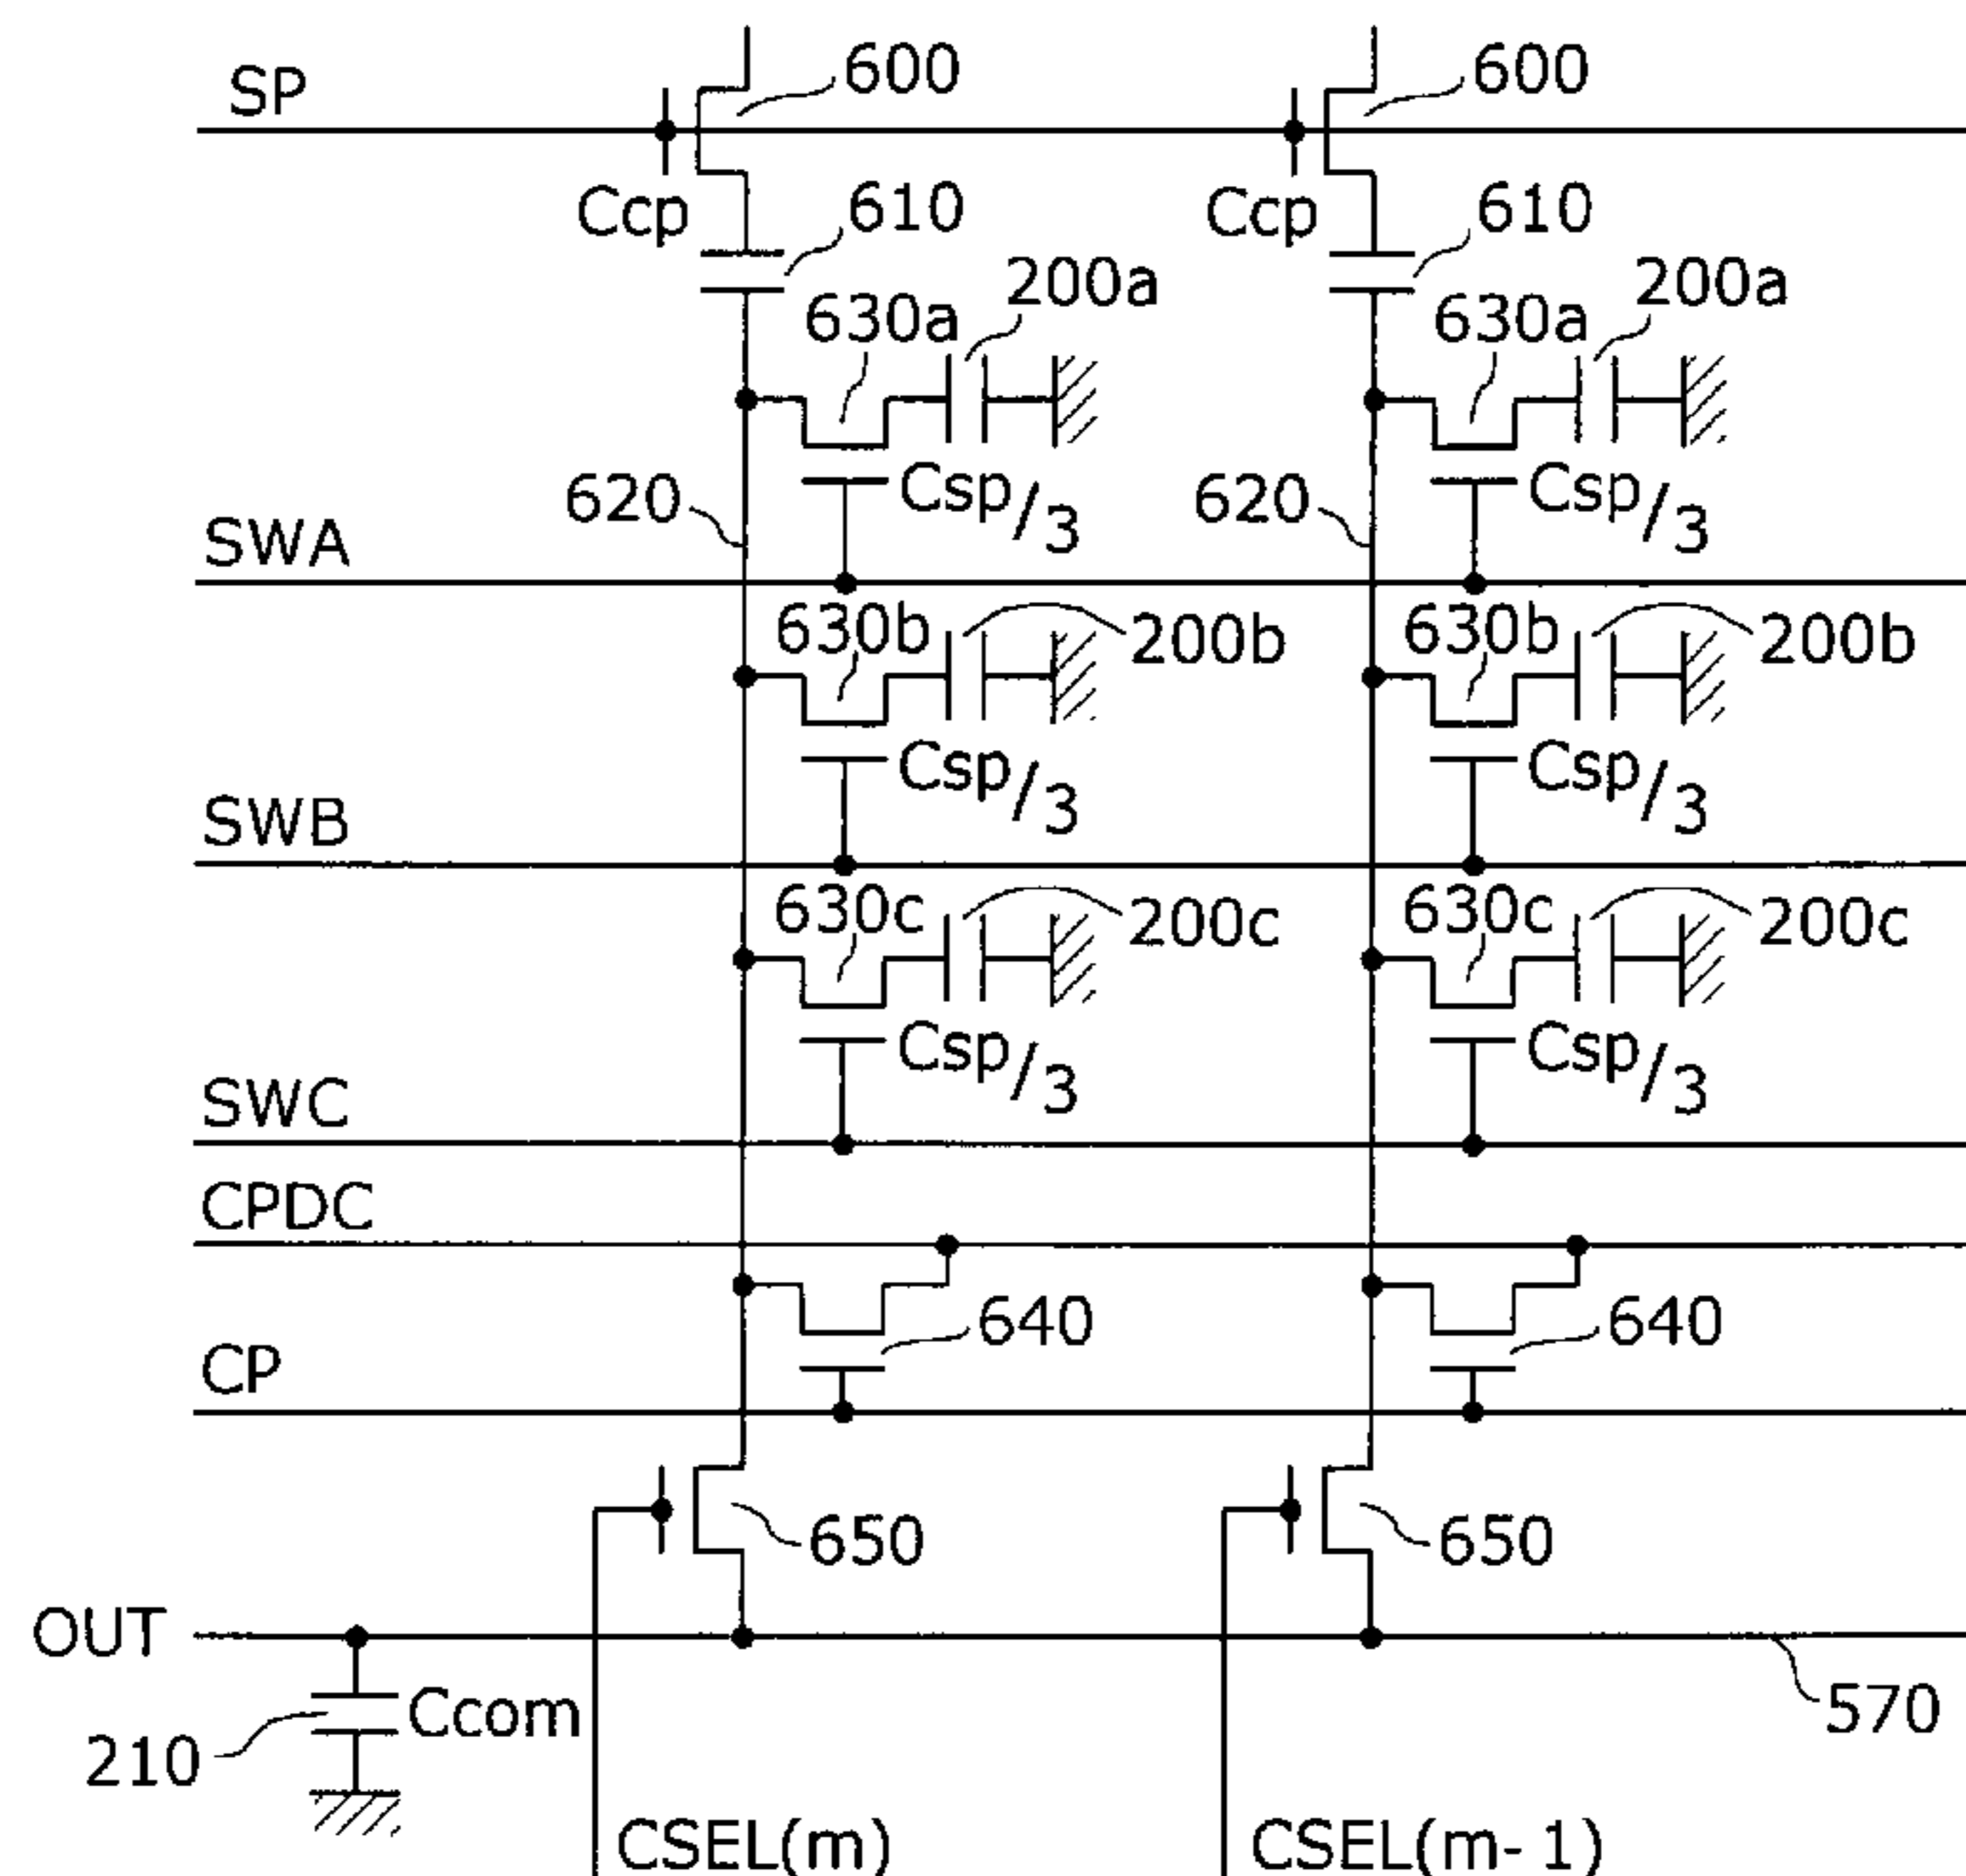 SP
600
600
Ccp
610
Ccp
610
200a
200a
630a
630a
620
Csp/3
620
Csp/3
SWA
630b
200b
630b
200b
Csp/3
Csp/3
SWB
630c
200c
630c
200c
Csp/3
Csp/3
SWC
CPDC
640
640
CP
650
650
OUT
Ccom
570
210
CSEL(m)
CSEL(m-1)